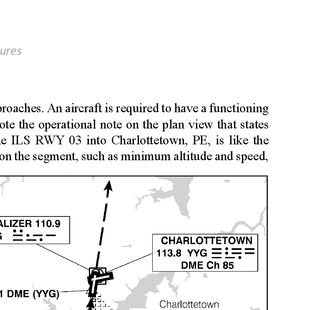 ures
roaches. An aircraft is required to have a functioning
ote the operational note on the plan view that states
e ILS RWY 03 into Charlottetown, PE, is like the
on the segment, such as minimum altitude and speed,
ALIZER 110.9
CHARLOTTETOWN
113.8 YYG
DME Ch 85
1 DME (YYG)
Charlottetown